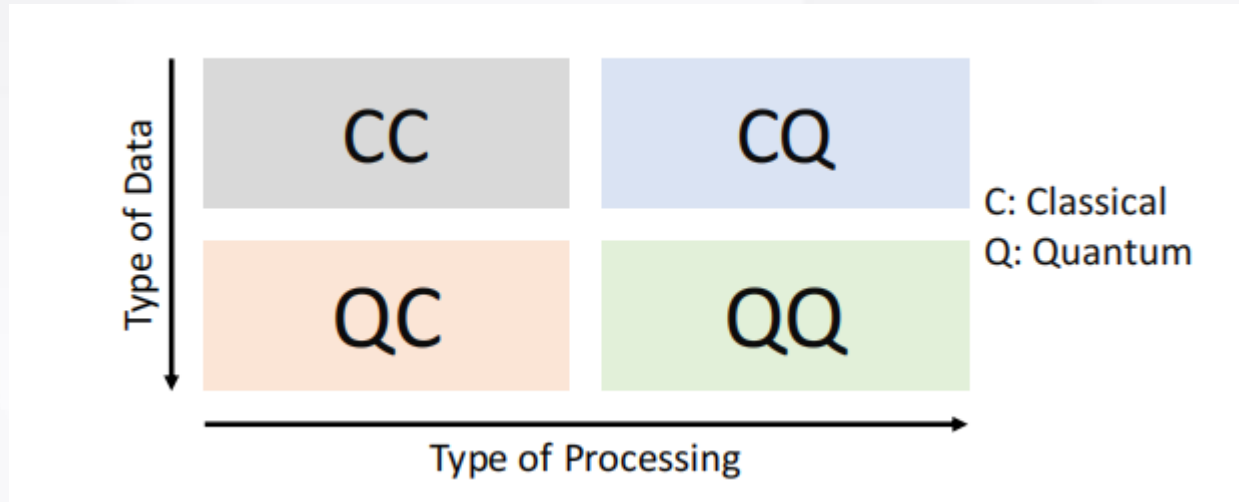 Type of Data
CC
CQ
QC
QQ
C: Classical
Q: Quantum
Type of Processing